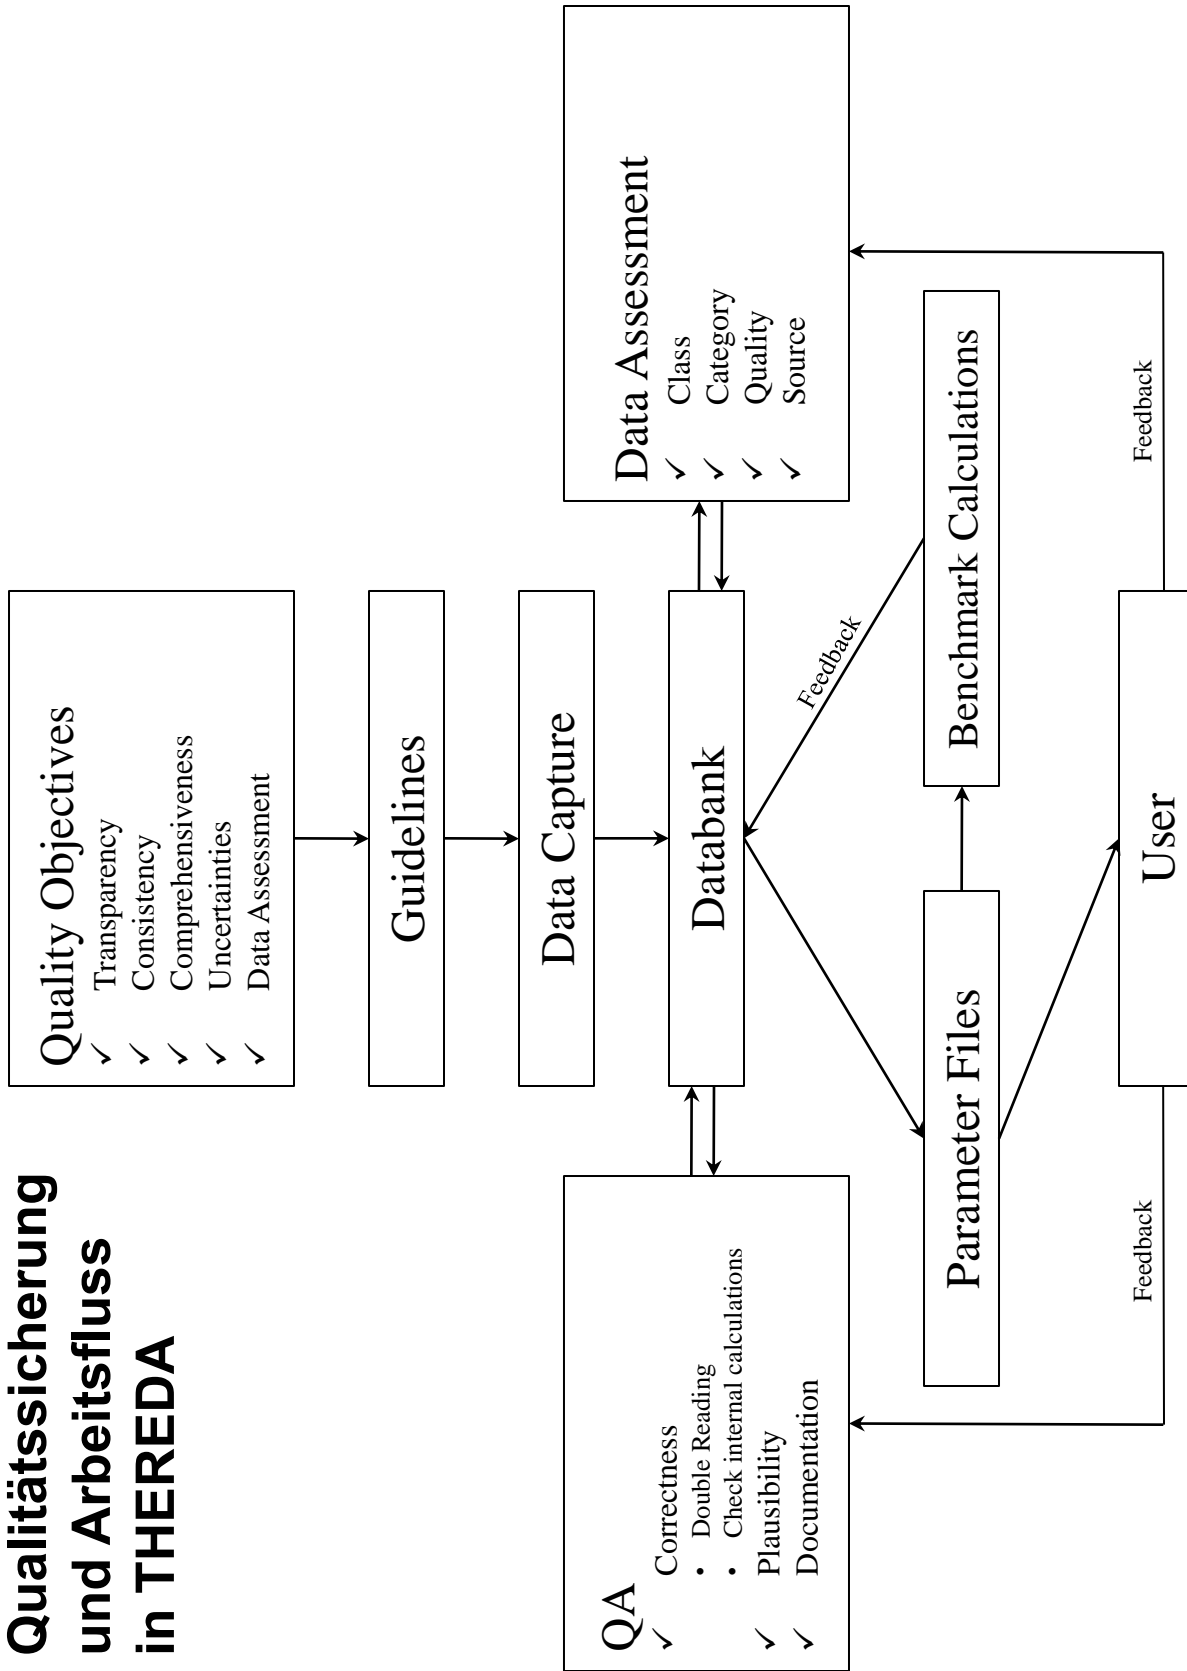 Qualitätssicherung
und Arbeitsfluss
in THEREDA
Quality Objectives
✓ Transparency
✓ Consistency
✓ Comprehensiveness
✓ Uncertainties
✓ Data Assessment
Guidelines
Data Capture
QA
✓ Correctness
• Double Reading
• Check internal calculations
✓ Plausibility
✓ Documentation
Databank
Data Assessment
✓ Class
✓ Category
✓ Quality
✓ Source
Feedback
Parameter Files
Benchmark Calculations
Feedback
User
Feedback